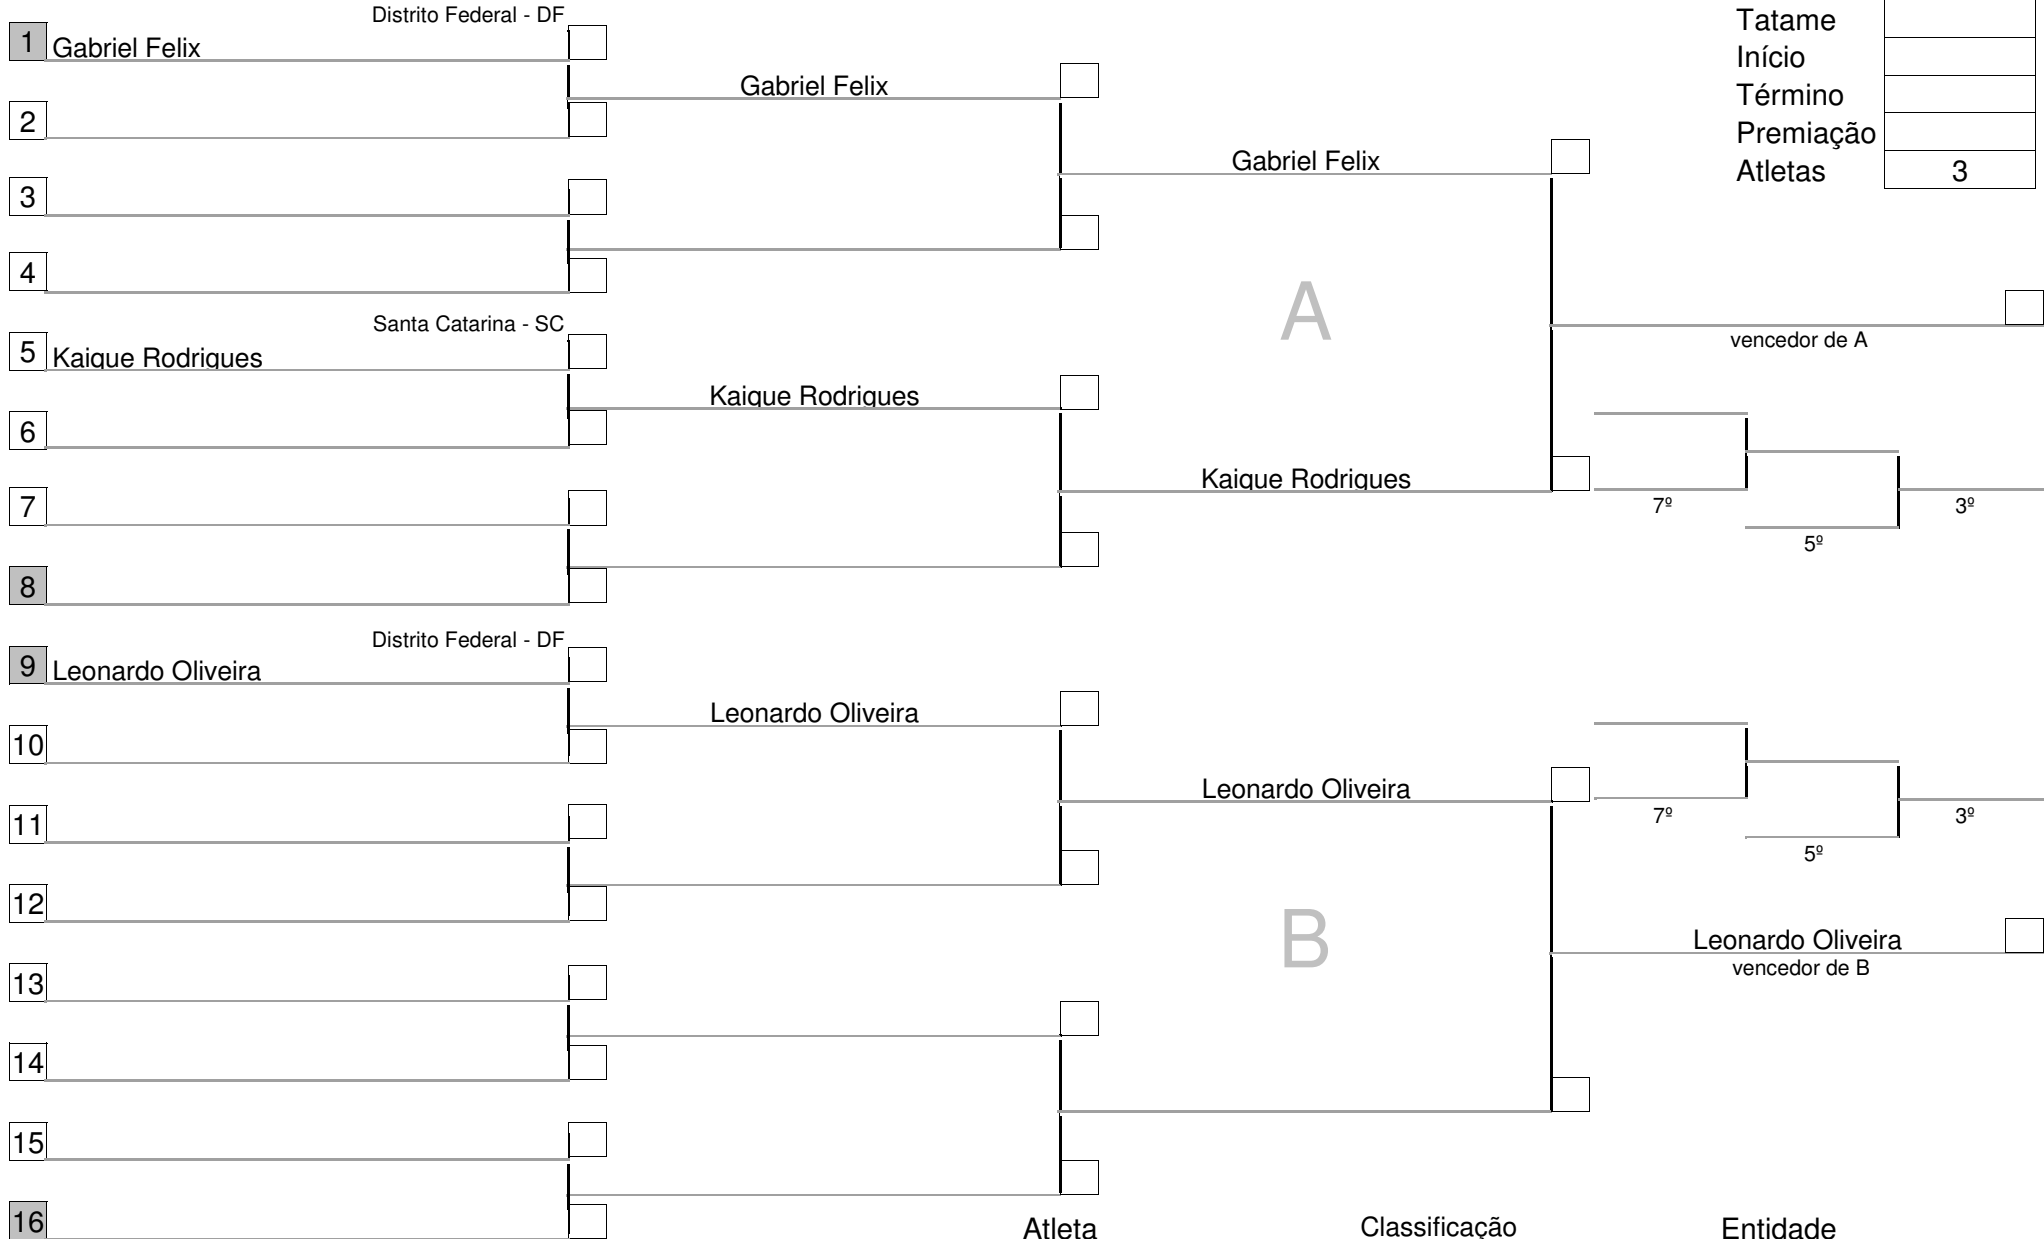 Distrito Federal - DF
1 Gabriel Felix
Gabriel Felix
2
3
4
Gabriel Felix
Tatame
Início
Término
Premiação
Atletas 3
A
Santa Catarina - SC
5 Kaique Rodrigues
Kaique Rodrigues
6
7
8
Kaique Rodrigues
vencedor de A
7º
5º
3º
Distrito Federal - DF
9 Leonardo Oliveira
Leonardo Oliveira
10
11
12
Leonardo Oliveira
7º
5º
3º
B
Leonardo Oliveira
vencedor de B
13
14
15
16
Atleta Classificação Entidade